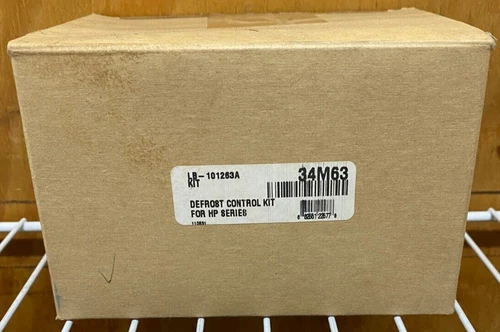 LB-101263A
KIT
34M63
DEFROST CONTROL KIT
FOR HP SERIES